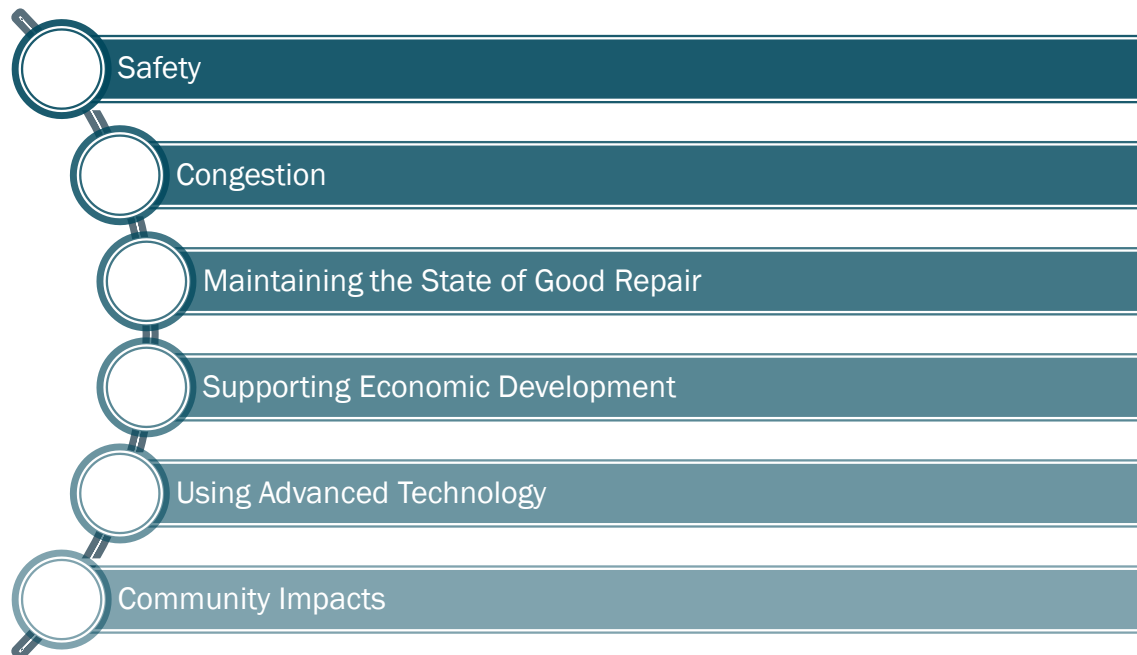 Safety
Congestion
Maintaining the State of Good Repair
Supporting Economic Development
Using Advanced Technology
Community Impacts